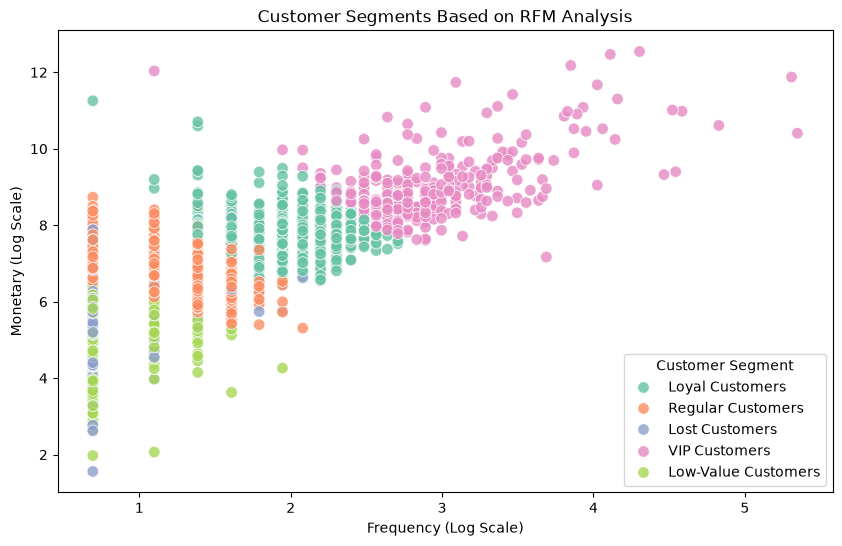 Customer Segments Based on RFM Analysis
Monetary (Log Scale)
12
10
8
6
4
2
1 2 3 4 5
Frequency (Log Scale)
Customer Segment
Loyal Customers
Regular Customers
Lost Customers
VIP Customers
Low-Value Customers